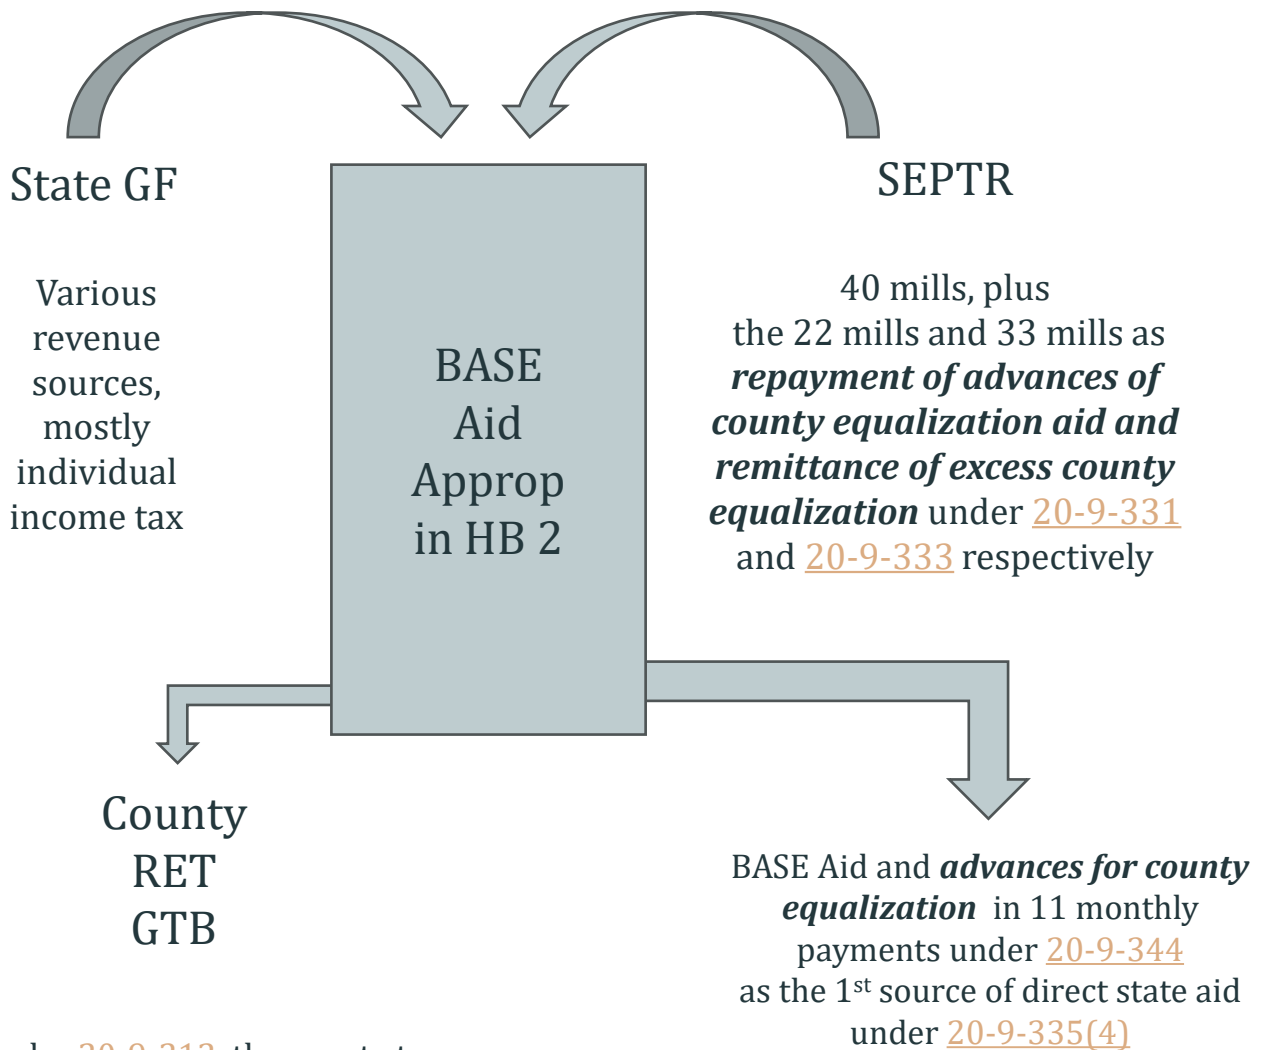 State GF
Various
revenue
sources,
mostly
individual
income tax
BASE
Aid
Approp
in HB 2
SEPTR
40 mills, plus
the 22 mills and 33 mills as
repayment of advances of
county equalization aid and
remittance of excess county
equalization under 20-9-331
and 20-9-333 respectively
County
RET
GTB
BASE Aid and advances for county
equalization in 11 monthly
payments under 20-9-344
as the 1st source of direct state aid
under 20-9-335(4)